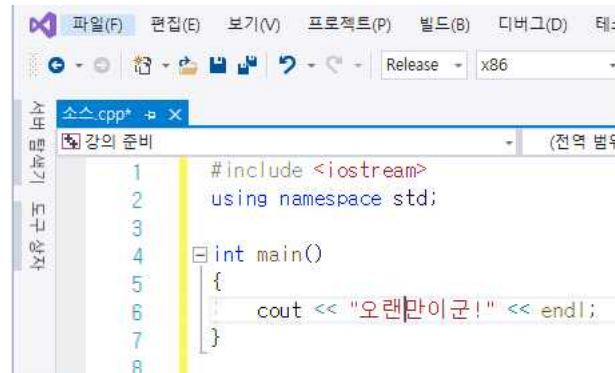 파일(F) 편집(E) 보기(V) 프로젝트(P) 빌드(B) 디버그(D)
Release x86
서버 탐색기
도구 상자
소스.cpp*
강의 준비 (전역 범위
1 #include <iostream>
2 using namespace std;
3
4 int main()
5 {
6 cout << "오랜만이군!" << endl;
7 }
8